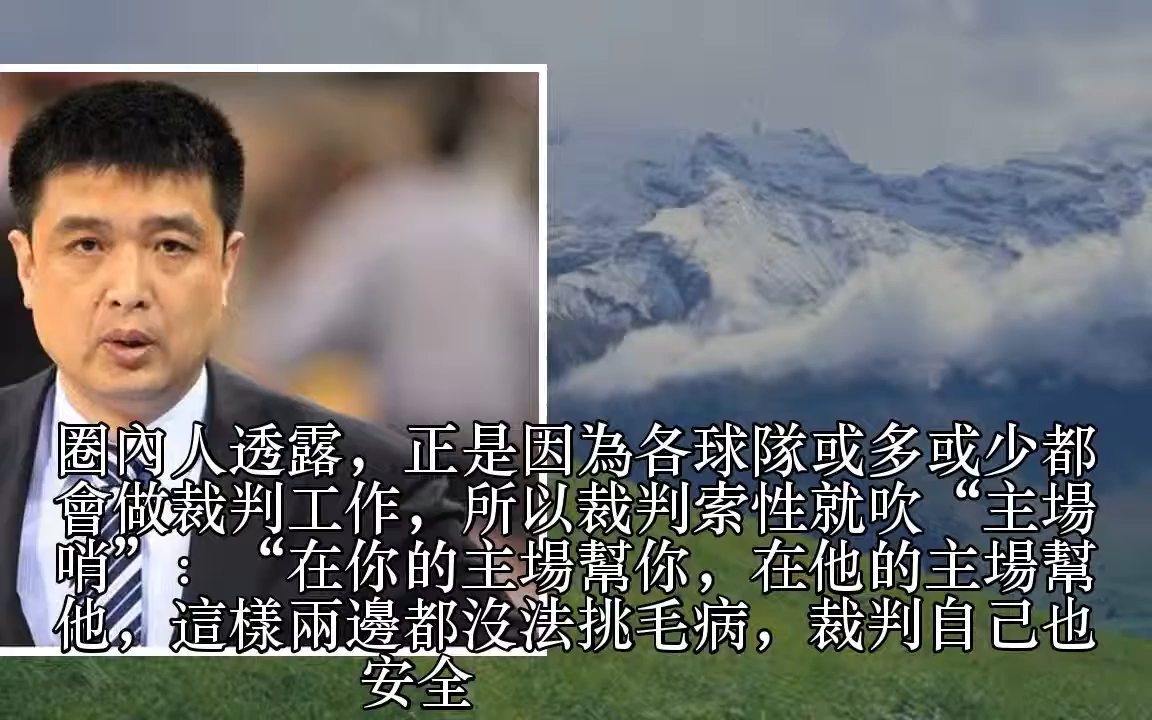 圈內人透露，正是因為各球隊或多或少都
會做裁判工作，所以裁判索性就吹“主場
哨”：“在你的主場幫你，在他的主場幫
他，這樣兩邊都沒法挑毛病，裁判自己也
安全